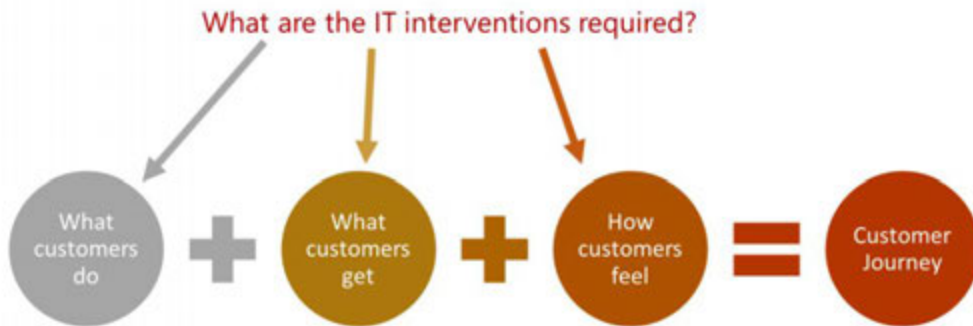 What are the IT interventions required?
What
customers
do
What
customers
get
How
customers
feel
Customer
Journey